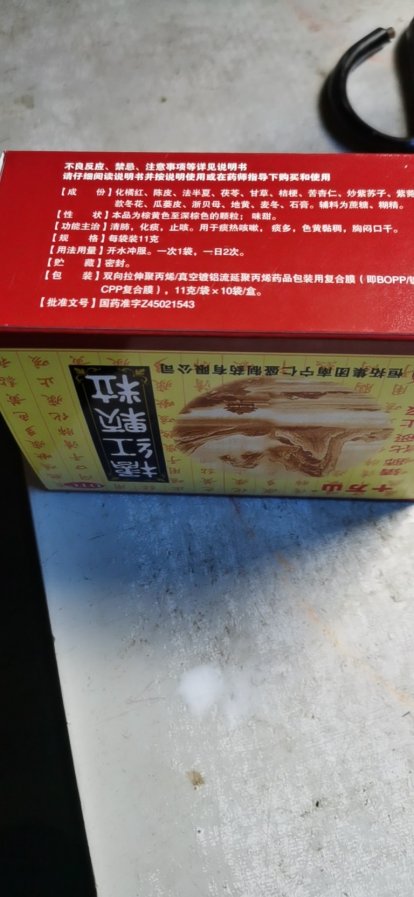 不良反应、禁忌、注意事项等详见说明书
请仔细阅读说明书并按说明使用或在药师指导下购买和使用
【成 份】化橘红、陈皮、法半夏、茯苓、甘草、桔梗、苦杏仁、炒紫苏子、紫菀、
款冬花、瓜蒌皮、浙贝母、地黄、麦冬、石膏。辅料为蔗糖、糊精。
【性 状】本品为棕黄色至深棕色的颗粒；味甜。
【功能主治】清肺，化痰，止咳。用于痰热咳嗽，痰多，色黄黏稠，胸闷口干。
【规 格】每袋装11克
【用法用量】开水冲服。一次1袋，一日2次。
【贮 藏】密封。
【包 装】双向拉伸聚丙烯/真空镀铝流延聚丙烯药品包装用复合膜（即BOPP/
CPP复合膜），11克/袋×10袋/盒。
【批准文号】国药准字Z45021543
恒拓集团南宁仁盛制药有限公司
橘红颗粒
十万山
OTC